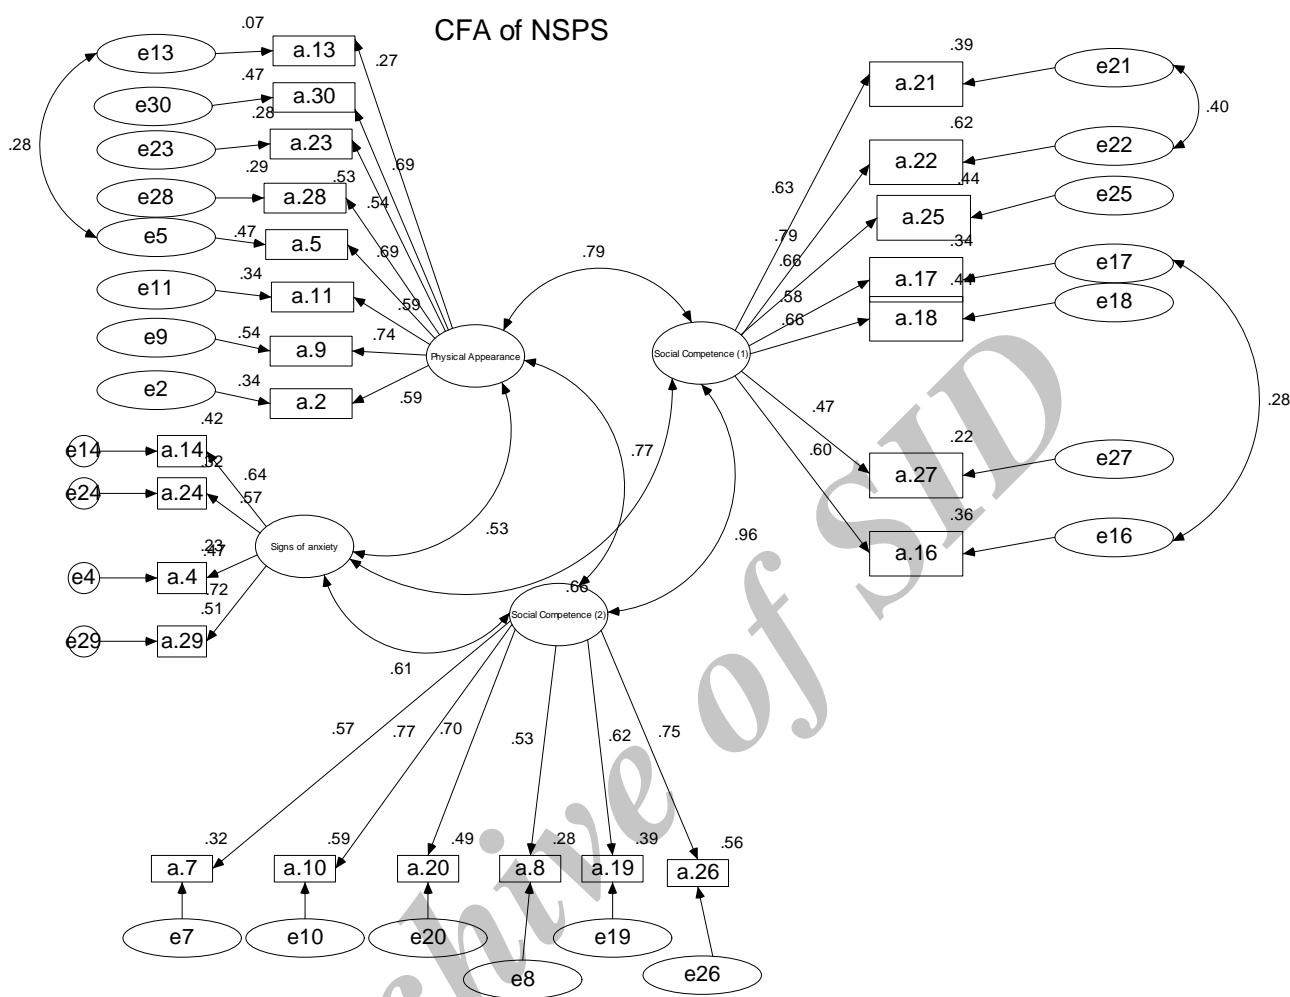 CFA of NSPS
.07
e13
a.13
.27
.47
e30
a.30
.28
e23
a.23
.28
.69
.29
e28
a.28
.53
.54
e5
.47
a.5
.69
e11
.34
a.11
.59
e9
.54
a.9
.74
e2
.34
a.2
.59
Physical Appearance
.79
Social Competence (1)
.39
a.21
e21
.40
.62
.63
a.22
e22
.44
.79
a.25
e25
.34
.66
a.17
e17
.44
.58
a.18
e18
.66
.28
.47
.22
a.27
e27
.60
.36
a.16
e16
.42
e14
a.14
.32
.64
e24
a.24
.57
Signs of anxiety
.23
.47
e4
a.4
.72
.51
e29
a.29
.53
.77
.96
.66
Social Competence (2)
.61
.57
.77
.70
.53
.62
.75
.32
.59
.49
.28
.39
.56
a.7
a.10
a.20
a.8
a.19
a.26
e7
e10
e20
e8
e19
e26
hive of SID